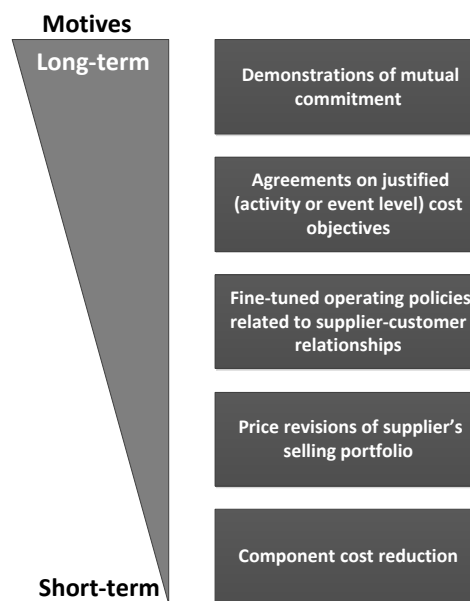 Motives
Long-term
Demonstrations of mutual
commitment
Agreements on justified
(activity or event level) cost
objectives
Fine-tuned operating policies
related to supplier-customer
relationships
Price revisions of supplier’s
selling portfolio
Component cost reduction
Short-term